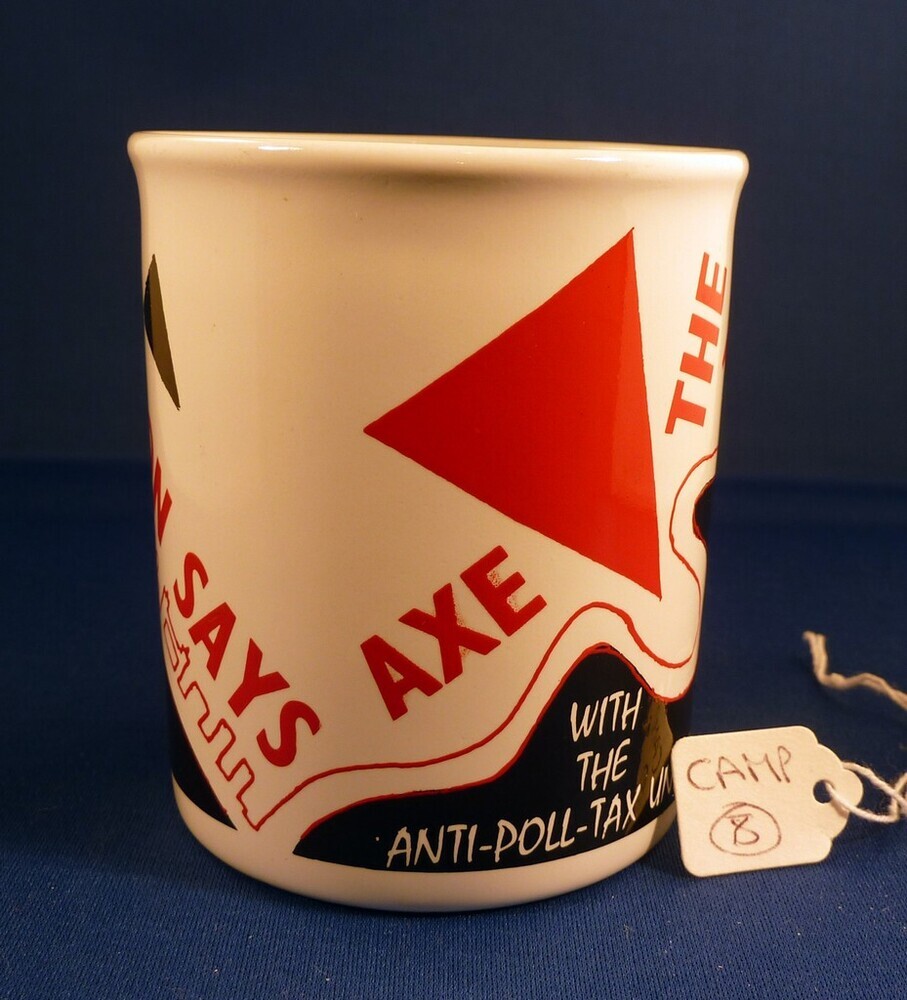 SAYS
AXE
THE
WITH
THE
ANTI-POLL-TAX
CAMP
8